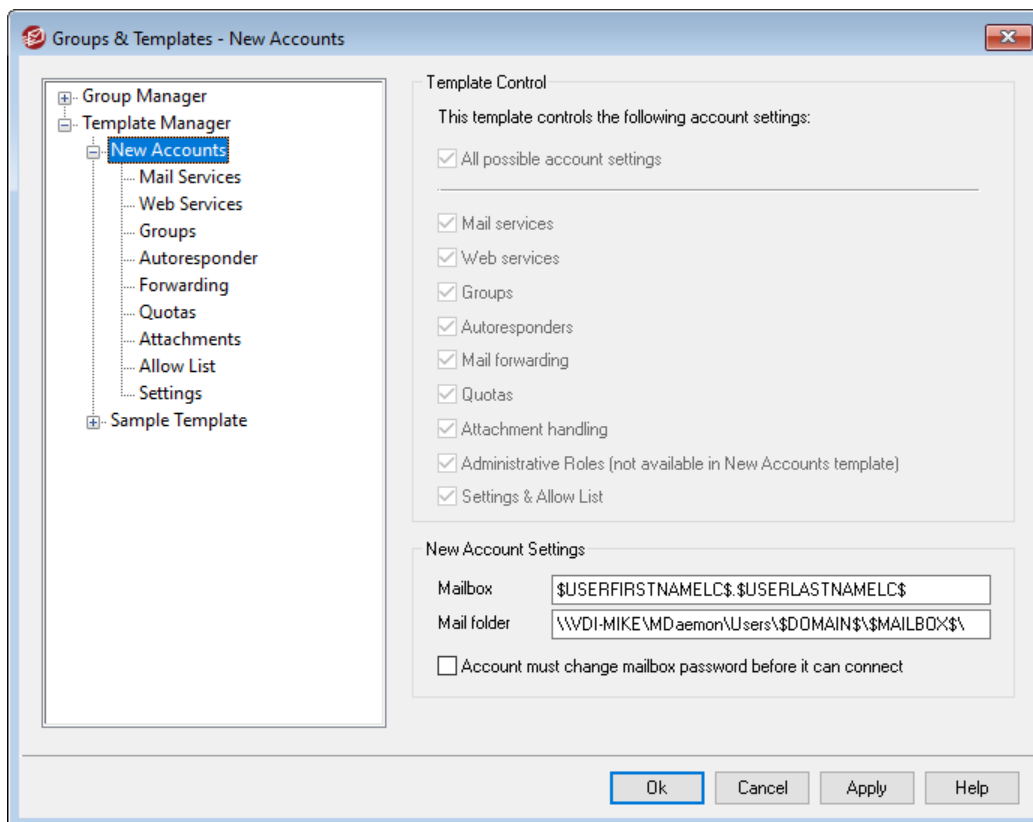 Groups & Templates - New Accounts
Group Manager
Template Manager
New Accounts
Mail Services
Web Services
Groups
Autoresponder
Forwarding
Quotas
Attachments
Allow List
Settings
Sample Template
Template Control
This template controls the following account settings:
All possible account settings
Mail services
Web services
Groups
Autoresponders
Mail forwarding
Quotas
Attachment handling
Administrative Roles (not available in New Accounts template)
Settings & Allow List
New Account Settings
Mailbox $USERFIRSTNAMELC$.$USERLASTNAMELC$
Mail folder \\VDI-MIKE\MDaemon\Users\$DOMAIN$\$MAILBOX$\
Account must change mailbox password before it can connect
Ok Cancel Apply Help